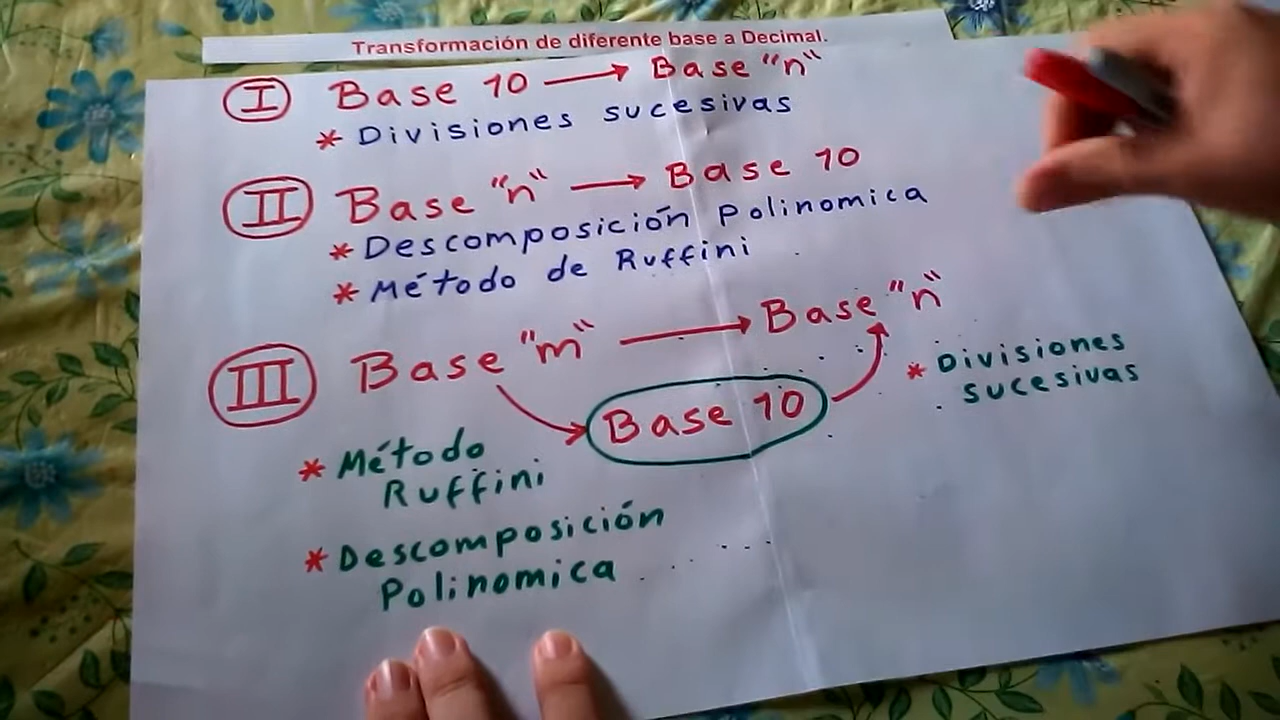 Transformación de diferente base a Decimal.
I Base 10 → Base "n"
* Divisiones sucesivas
II Base "n" → Base 10
* Descomposición Polinomica
* Método de Ruffini
III Base "m" → Base "n"
Base 10
* Divisiones
sucesivas
* Método
Ruffini
* Descomposición
Polinomica